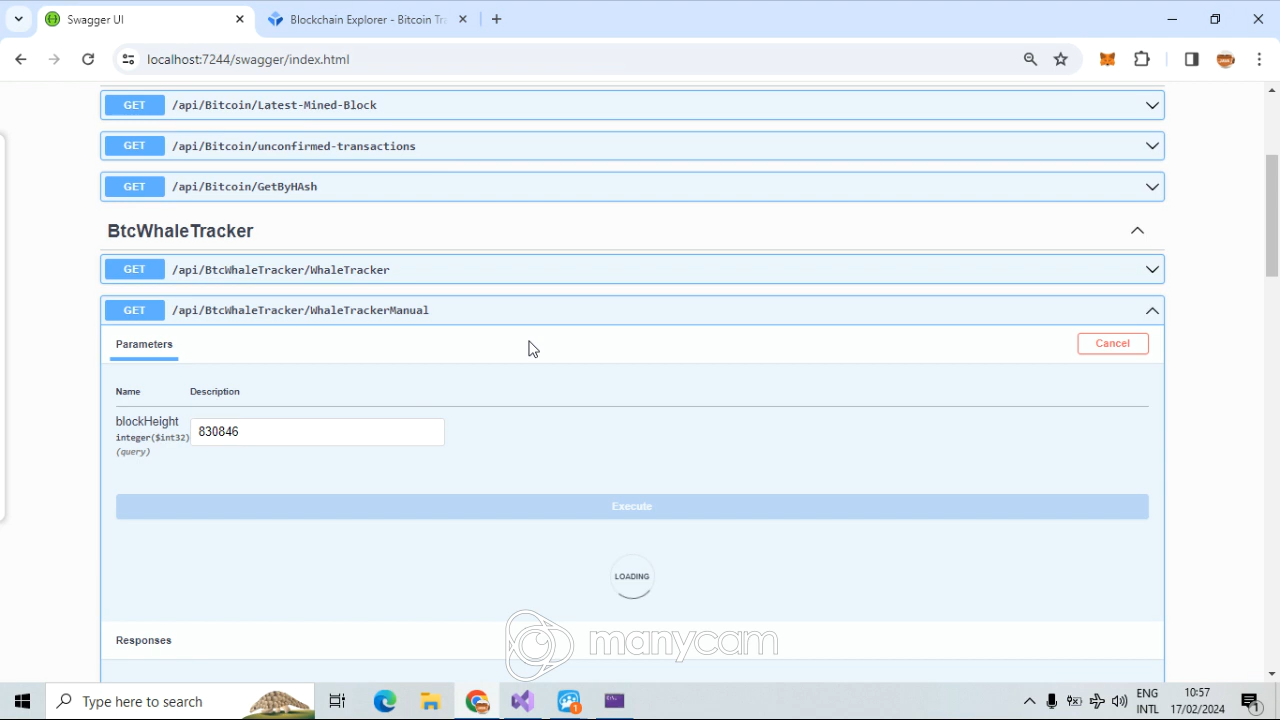 Swagger UI
Blockchain Explorer - Bitcoin Tra
localhost:7244/swagger/index.html
GET /api/Bitcoin/Latest-Mined-Block
GET /api/Bitcoin/unconfirmed-transactions
GET /api/Bitcoin/GetByHAsh
BtcWhaleTracker
GET /api/BtcWhaleTracker/WhaleTracker
GET /api/BtcWhaleTracker/WhaleTrackerManual
Parameters
Cancel
Name Description
blockHeight
integer($int32)
(query)
830846
Execute
LOADING
manycam
Responses
Type here to search
ENG
INTL
10:57
17/02/2024